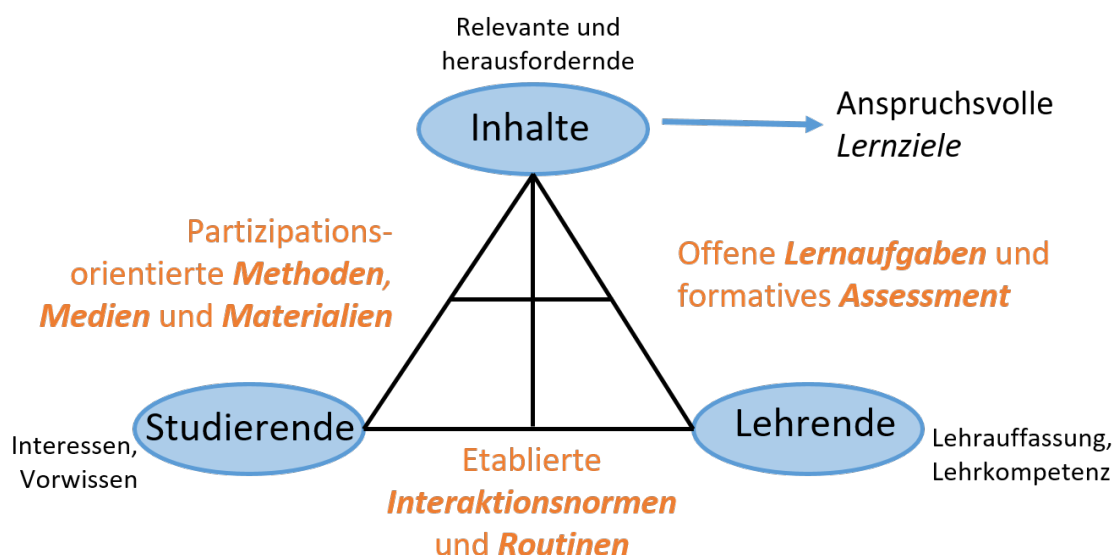 Relevante und
herausfordernde
Inhalte
Anspruchsvolle
Lernziele
Partizipations-
orientierte Methoden,
Medien und Materialien
Offene Lernaufgaben und
formatives Assessment
Studierende
Interessen,
Vorwissen
Lehrende
Lehrauffassung,
Lehrkompetenz
Etablierte
Interaktionsnormen
und Routinen